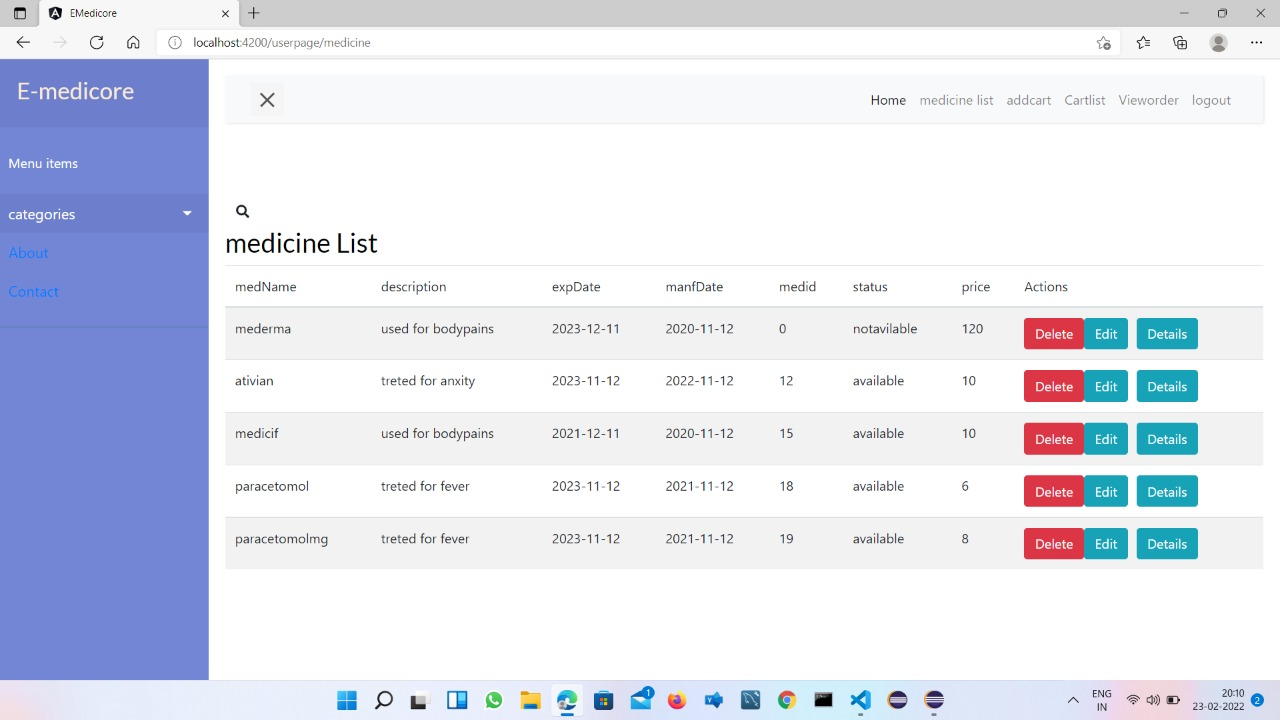 EMedicore
localhost:4200/userpage/medicine
E-medicore
Home medicine list addcart Cartlist Vieworder logout
Menu items
categories
About
Contact
medicine List
medName description expDate manfDate medid status price Actions
mederma used for bodypains 2023-12-11 2020-11-12 0 notavilable 120 Delete Edit Details
ativian treted for anxity 2023-11-12 2022-11-12 12 available 10 Delete Edit Details
medicif used for bodypains 2021-12-11 2020-11-12 15 available 10 Delete Edit Details
paracetomol treted for fever 2023-11-12 2021-11-12 18 available 6 Delete Edit Details
paracetomolmg treted for fever 2023-11-12 2021-11-12 19 available 8 Delete Edit Details
1
ENG
IN
20:10
23-02-2022
2